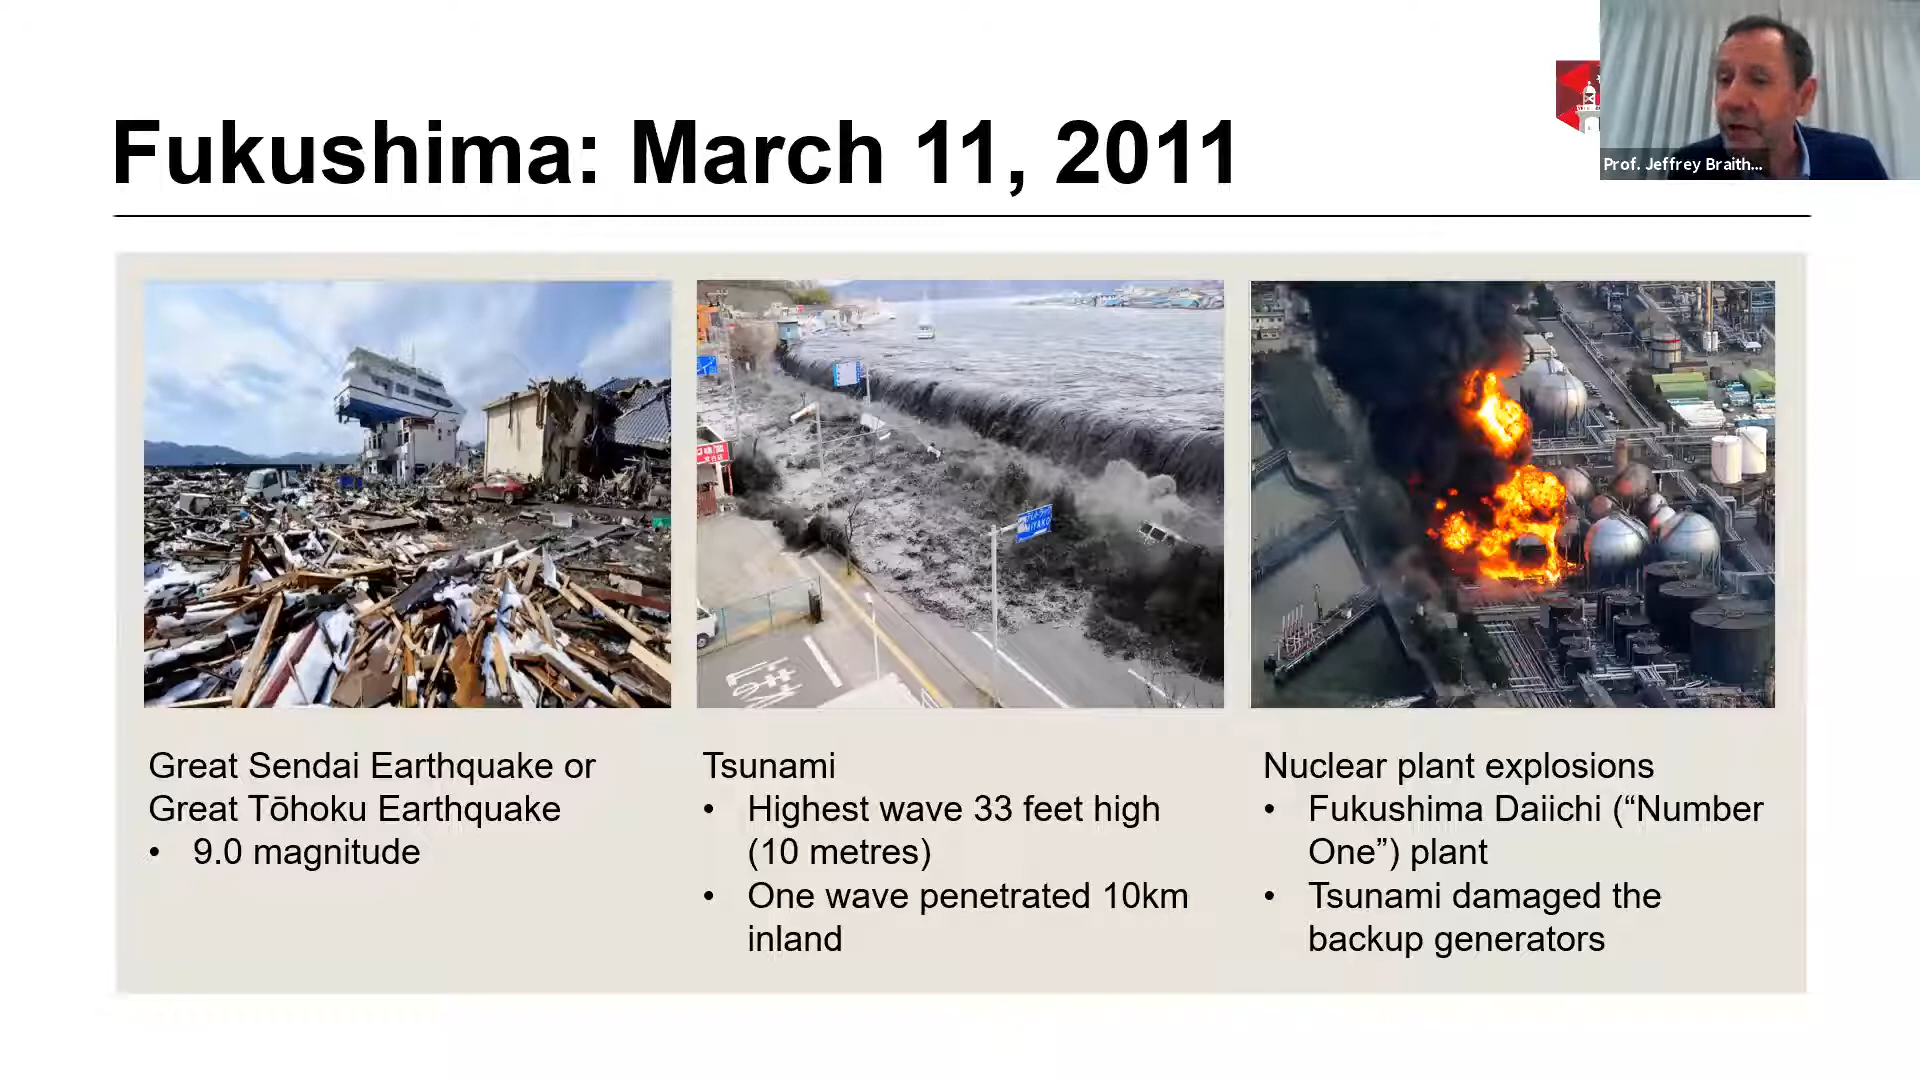 Fukushima: March 11, 2011
Prof. Jeffrey Braith...
MIYAKO
Great Sendai Earthquake or
Great Tōhoku Earthquake
• 9.0 magnitude
Tsunami
• Highest wave 33 feet high
(10 metres)
• One wave penetrated 10km
inland
Nuclear plant explosions
• Fukushima Daiichi (“Number
One”) plant
• Tsunami damaged the
backup generators